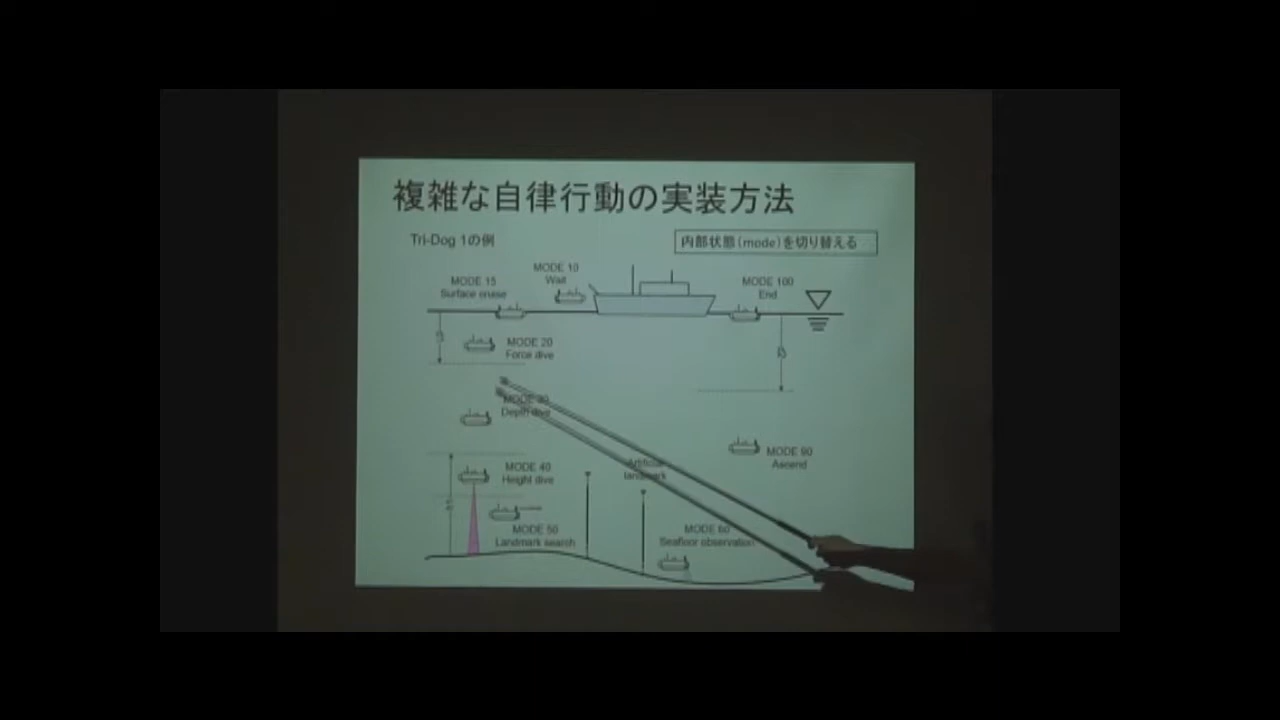 複雑な自律行動の実装方法
Tri-Dog 1の例
内部状態(mode)を切り替える
MODE 15
Surface chase
MODE 10
Wait
MODE 100
End
MODE 20
Force dive
MODE 30
Depth dive
MODE 40
Height dive
MODE 50
Landmark search
Artificial
landmark
MODE 60
Seafloor observation
MODE 90
Ascend